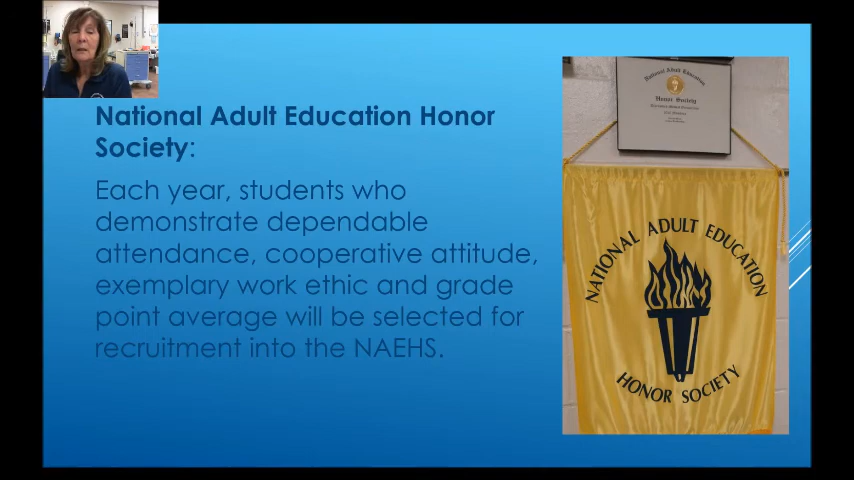 National Adult Education Honor
Society:
Each year, students who
demonstrate dependable
attendance, cooperative attitude,
exemplary work ethic and grade
point average will be selected for
recruitment into the NAEHS.
National Adult Education
Honor Society
NATIONAL ADULT EDUCATION
HONOR SOCIETY